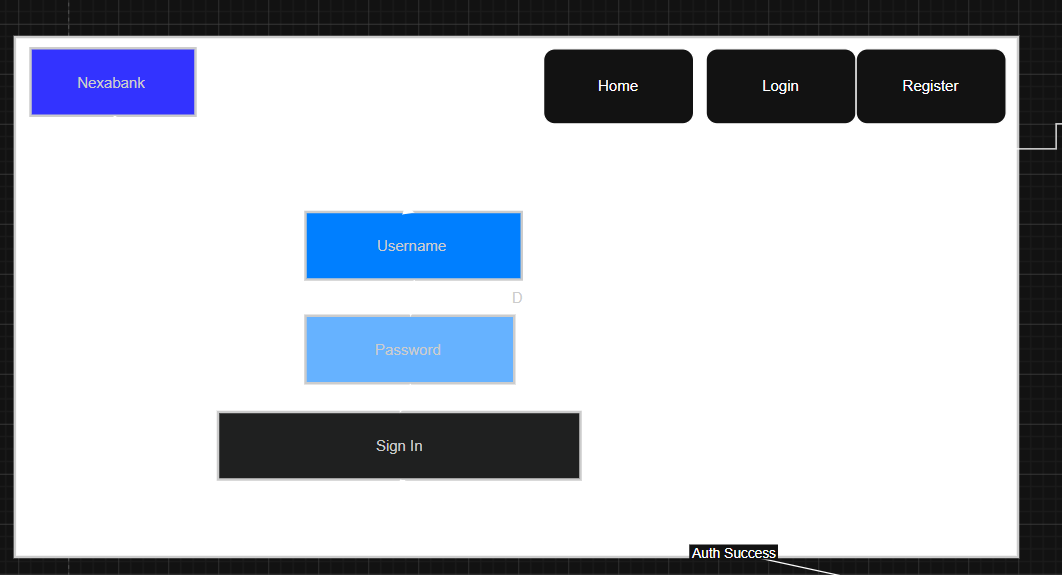 Nexabank
Home
Login
Register
Username
D
Password
Sign In
Auth Success